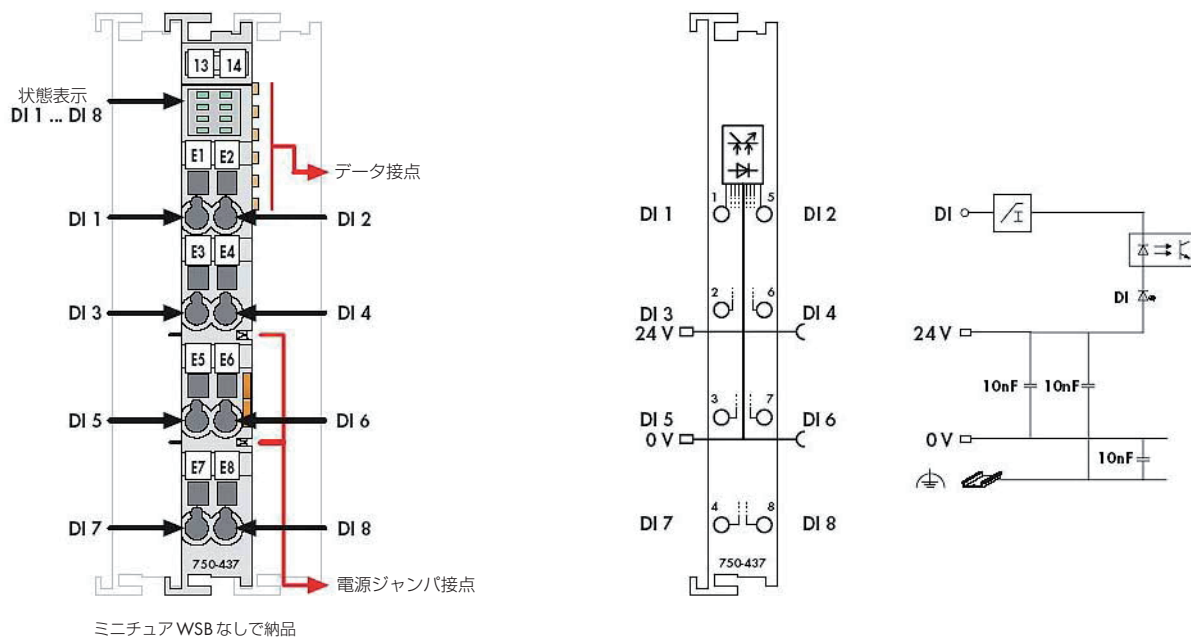 13 14
状態表示
DI 1 ... DI 8
E1 E2
データ接点
DI 1
DI 2
E3 E4
DI 3
DI 4
E5 E6
DI 5
DI 6
E7 E8
DI 7
DI 8
750-437
電源ジャンパ接点
ミニチュア WSB なしで納品
1 5
DI 1
DI 2
2 6
DI 3
DI 4
24 V
3 7
DI 5
DI 6
0 V
4 8
DI 7
DI 8
750-437
DI
I
DI
24 V
10nF 10nF
0 V
10nF